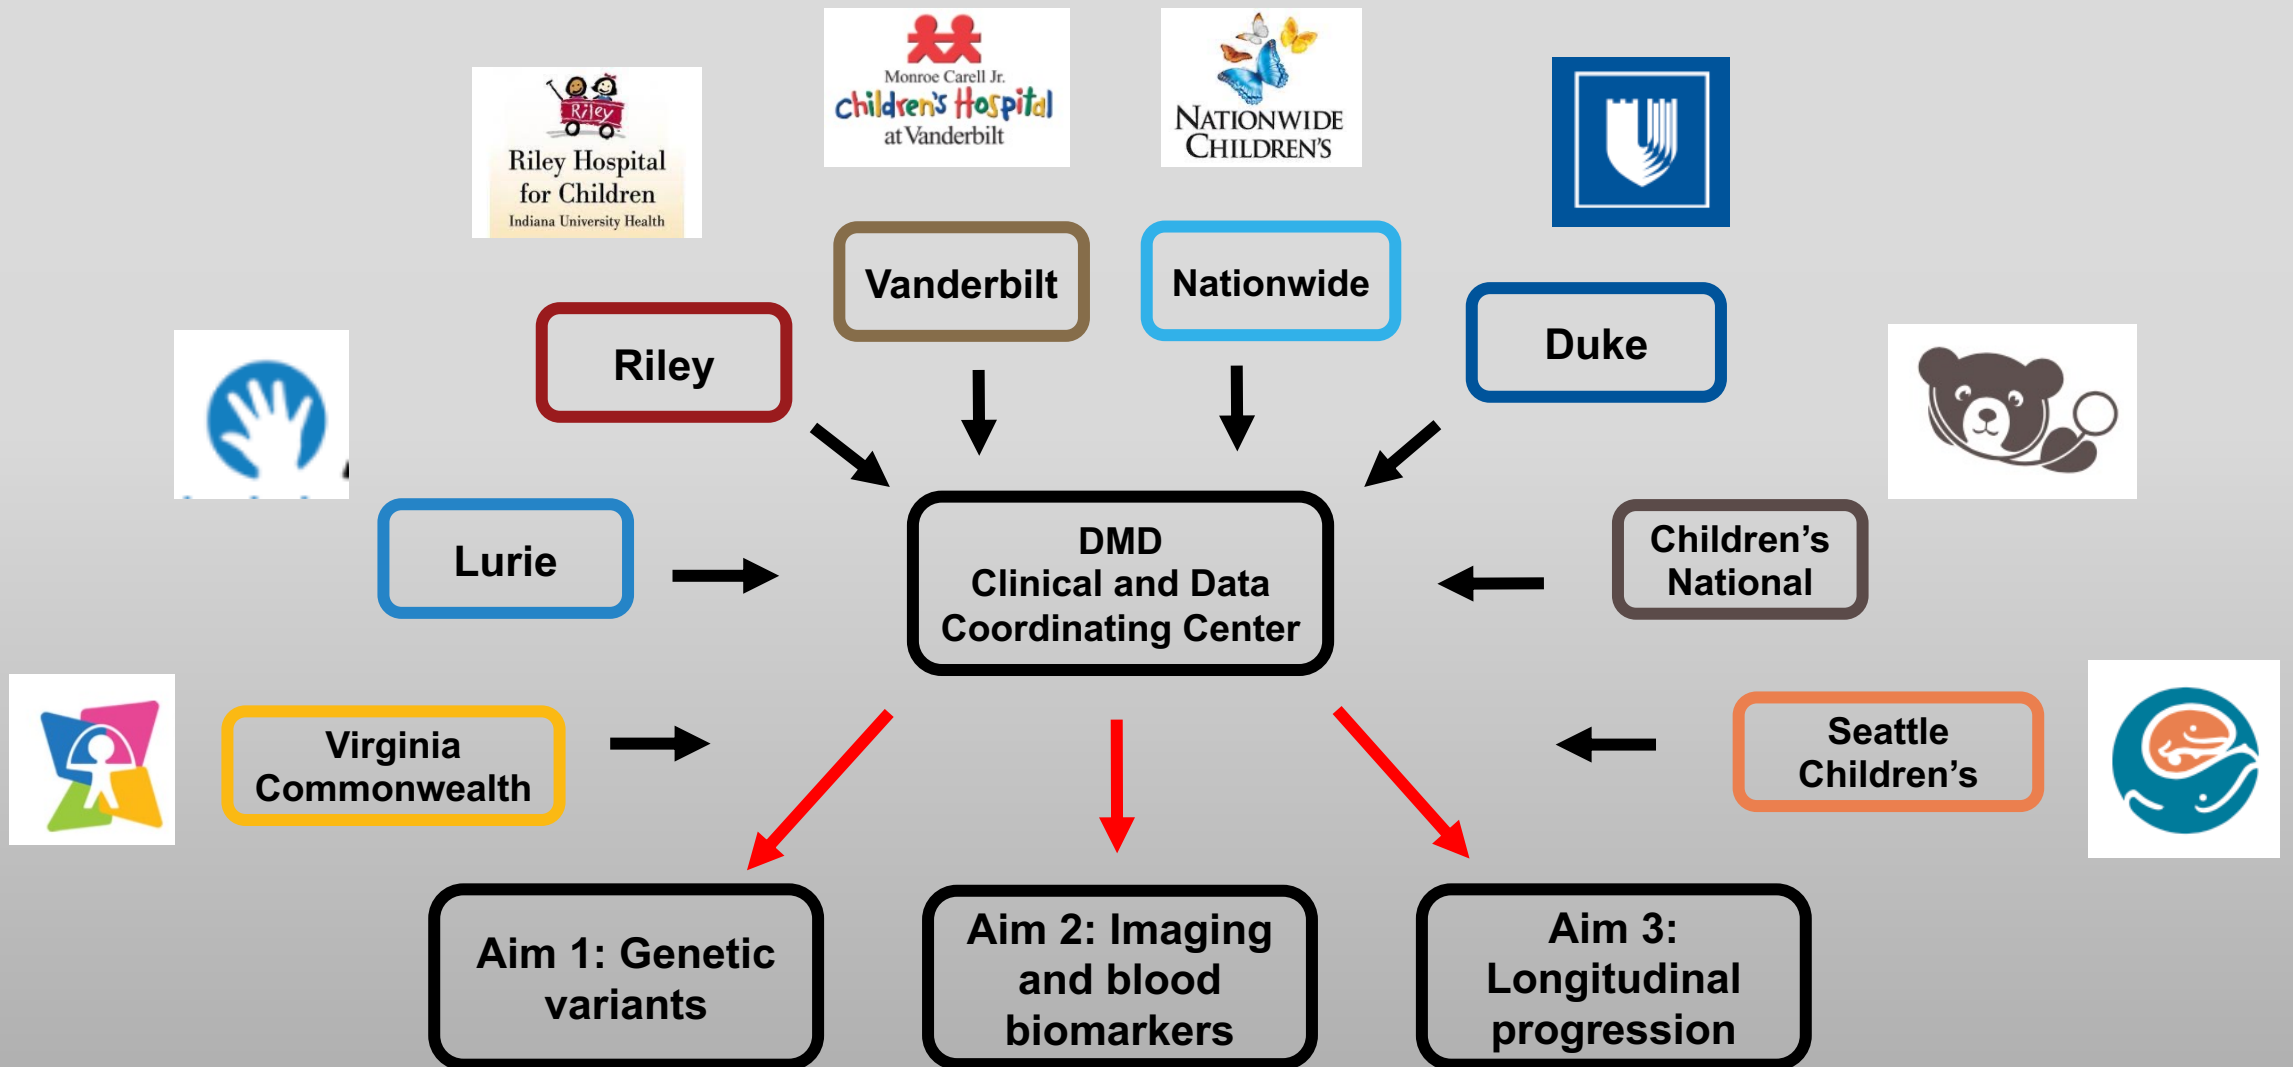 Monroe Carell Jr.
Children's Hospital
at Vanderbilt
NATIONWIDE
CHILDREN'S
Riley
Riley Hospital
for Children
Indiana University Health
Vanderbilt
Nationwide
Riley
Duke
Lurie
DMD
Clinical and Data
Coordinating Center
Children’s
National
Virginia
Commonwealth
Seattle
Children’s
Aim 1: Genetic
variants
Aim 2: Imaging
and blood
biomarkers
Aim 3:
Longitudinal
progression